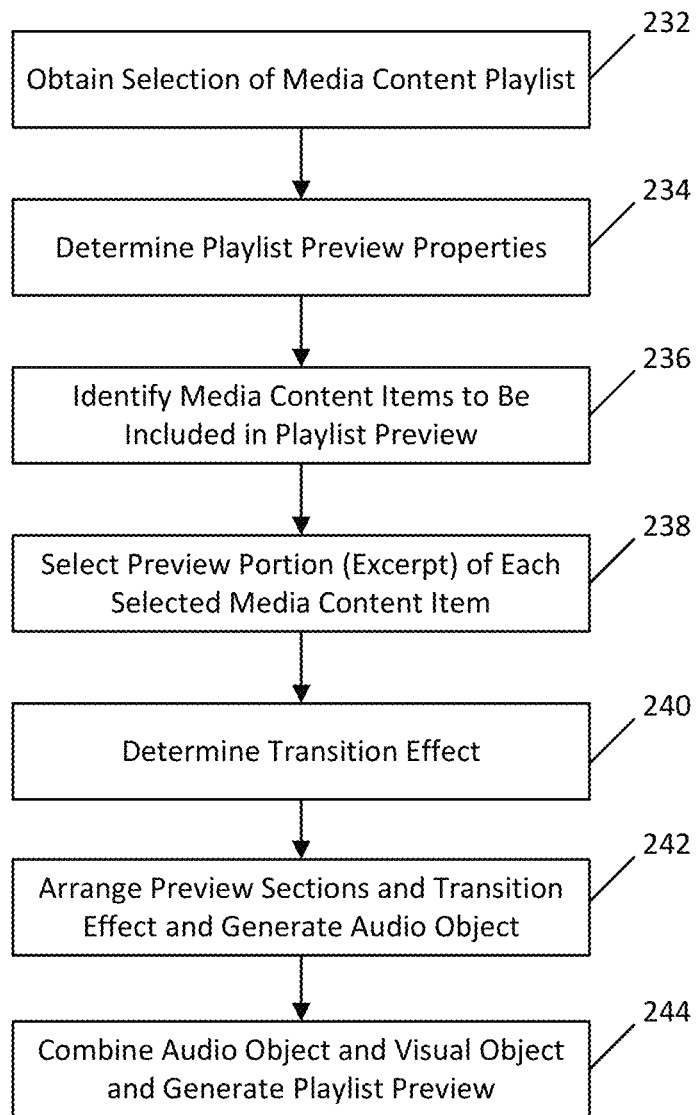 232
Obtain Selection of Media Content Playlist
234
Determine Playlist Preview Properties
236
Identify Media Content Items to Be
Included in Playlist Preview
238
Select Preview Portion (Excerpt) of Each
Selected Media Content Item
240
Determine Transition Effect
242
Arrange Preview Sections and Transition
Effect and Generate Audio Object
244
Combine Audio Object and Visual Object
and Generate Playlist Preview